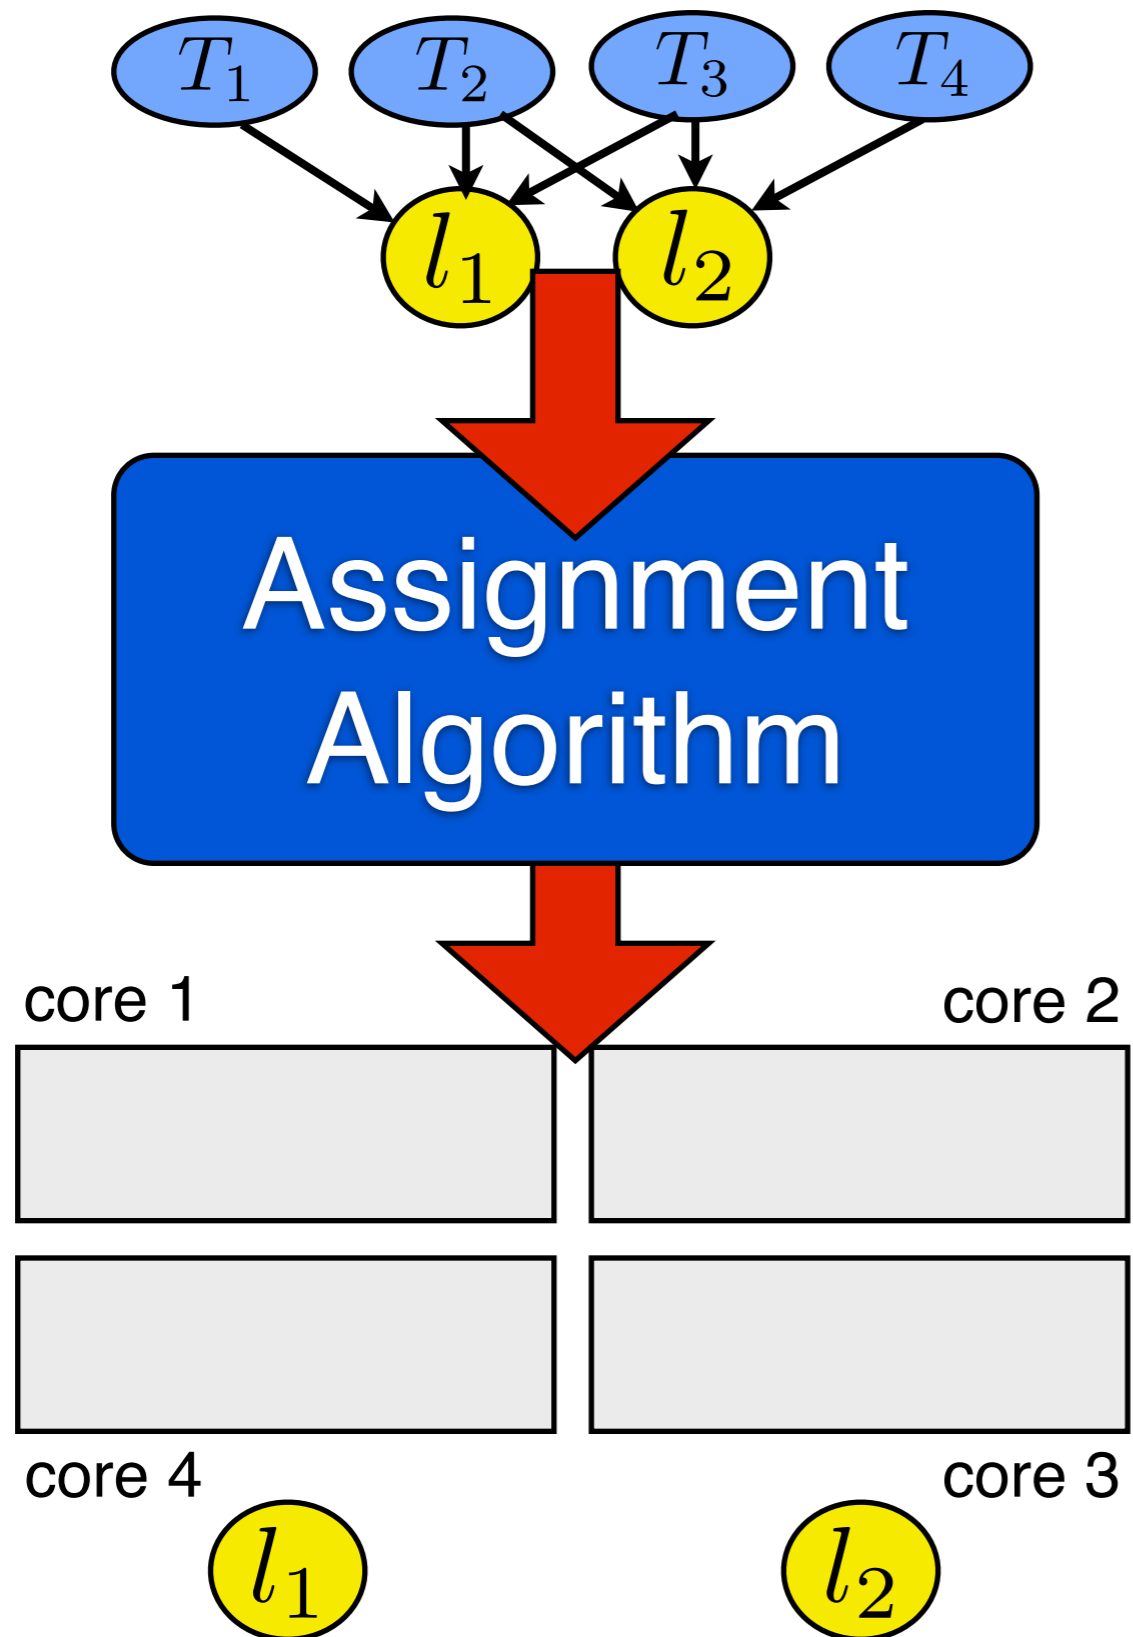 T₁ T₂ T₃ T₄
l₁ l₂
Assignment
Algorithm
core 1 core 2
core 4 core 3
l₁ l₂